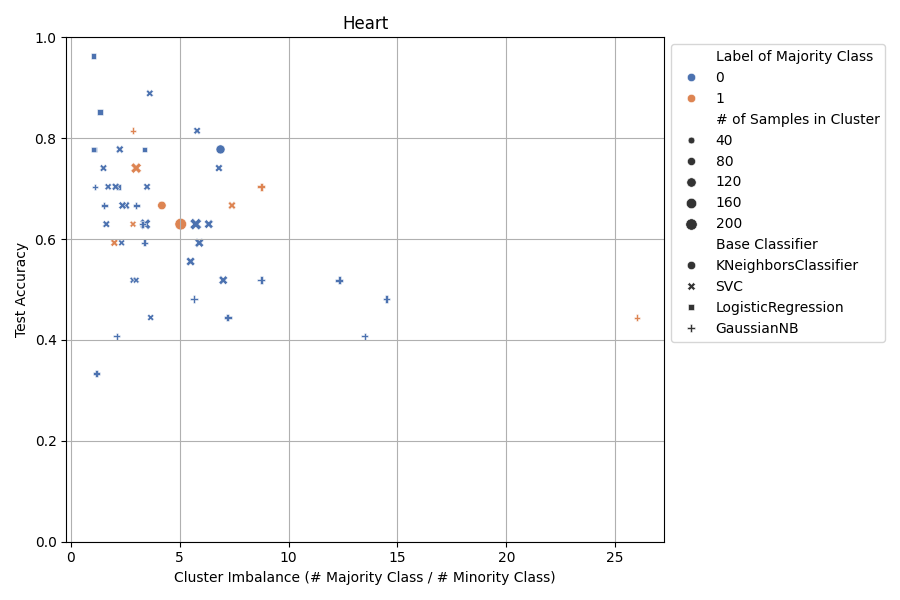 Heart
1.0
0.8
0.6
0.4
0.2
0.0
Test Accuracy
0 5 10 15 20 25
Cluster Imbalance (# Majority Class / # Minority Class)
Label of Majority Class
0
1
# of Samples in Cluster
40
80
120
160
200
Base Classifier
KNeighborsClassifier
SVC
LogisticRegression
GaussianNB